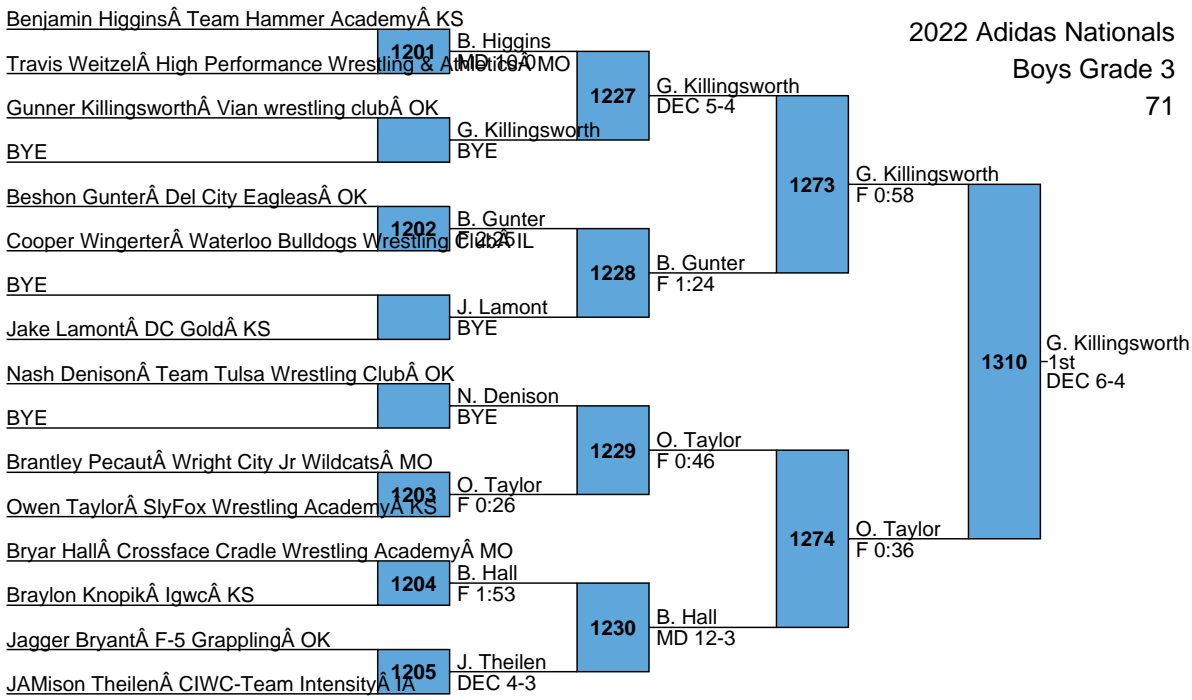 2022 Adidas Nationals
Boys Grade 3
71
Benjamin HigginsÂ Team Hammer AcademyÂ KS
1201
B. Higgins
MD 10-0
Travis WeitzelÂ High Performance Wrestling & AthleticsÂ MO
1227
G. Killingsworth
DEC 5-4
Gunner KillingsworthÂ Vian wrestling clubÂ OK
G. Killingsworth
BYE
BYE
1273
G. Killingsworth
F 0:58
Beshon GunterÂ Del City EagleasÂ OK
1202
B. Gunter
F 2:25
Cooper WingerterÂ Waterloo Bulldogs Wrestling ClubÂ IL
1228
B. Gunter
F 1:24
BYE
J. Lamont
BYE
Jake LamontÂ DC GoldÂ KS
1310
G. Killingsworth
1st
DEC 6-4
Nash DenisonÂ Team Tulsa Wrestling ClubÂ OK
N. Denison
BYE
BYE
1229
O. Taylor
F 0:46
Brantley PecautÂ Wright City Jr WildcatsÂ MO
1203
O. Taylor
F 0:26
Owen TaylorÂ SlyFox Wrestling AcademyÂ KS
1274
O. Taylor
F 0:36
Bryar HallÂ Crossface Cradle Wrestling AcademyÂ MO
1204
B. Hall
F 1:53
Braylon KnopikÂ IgwcÂ KS
1230
B. Hall
MD 12-3
Jagger BryantÂ F-5 GrapplingÂ OK
1205
J. Theilen
DEC 4-3
JAMison TheilenÂ CIWC-Team IntensityÂ IA